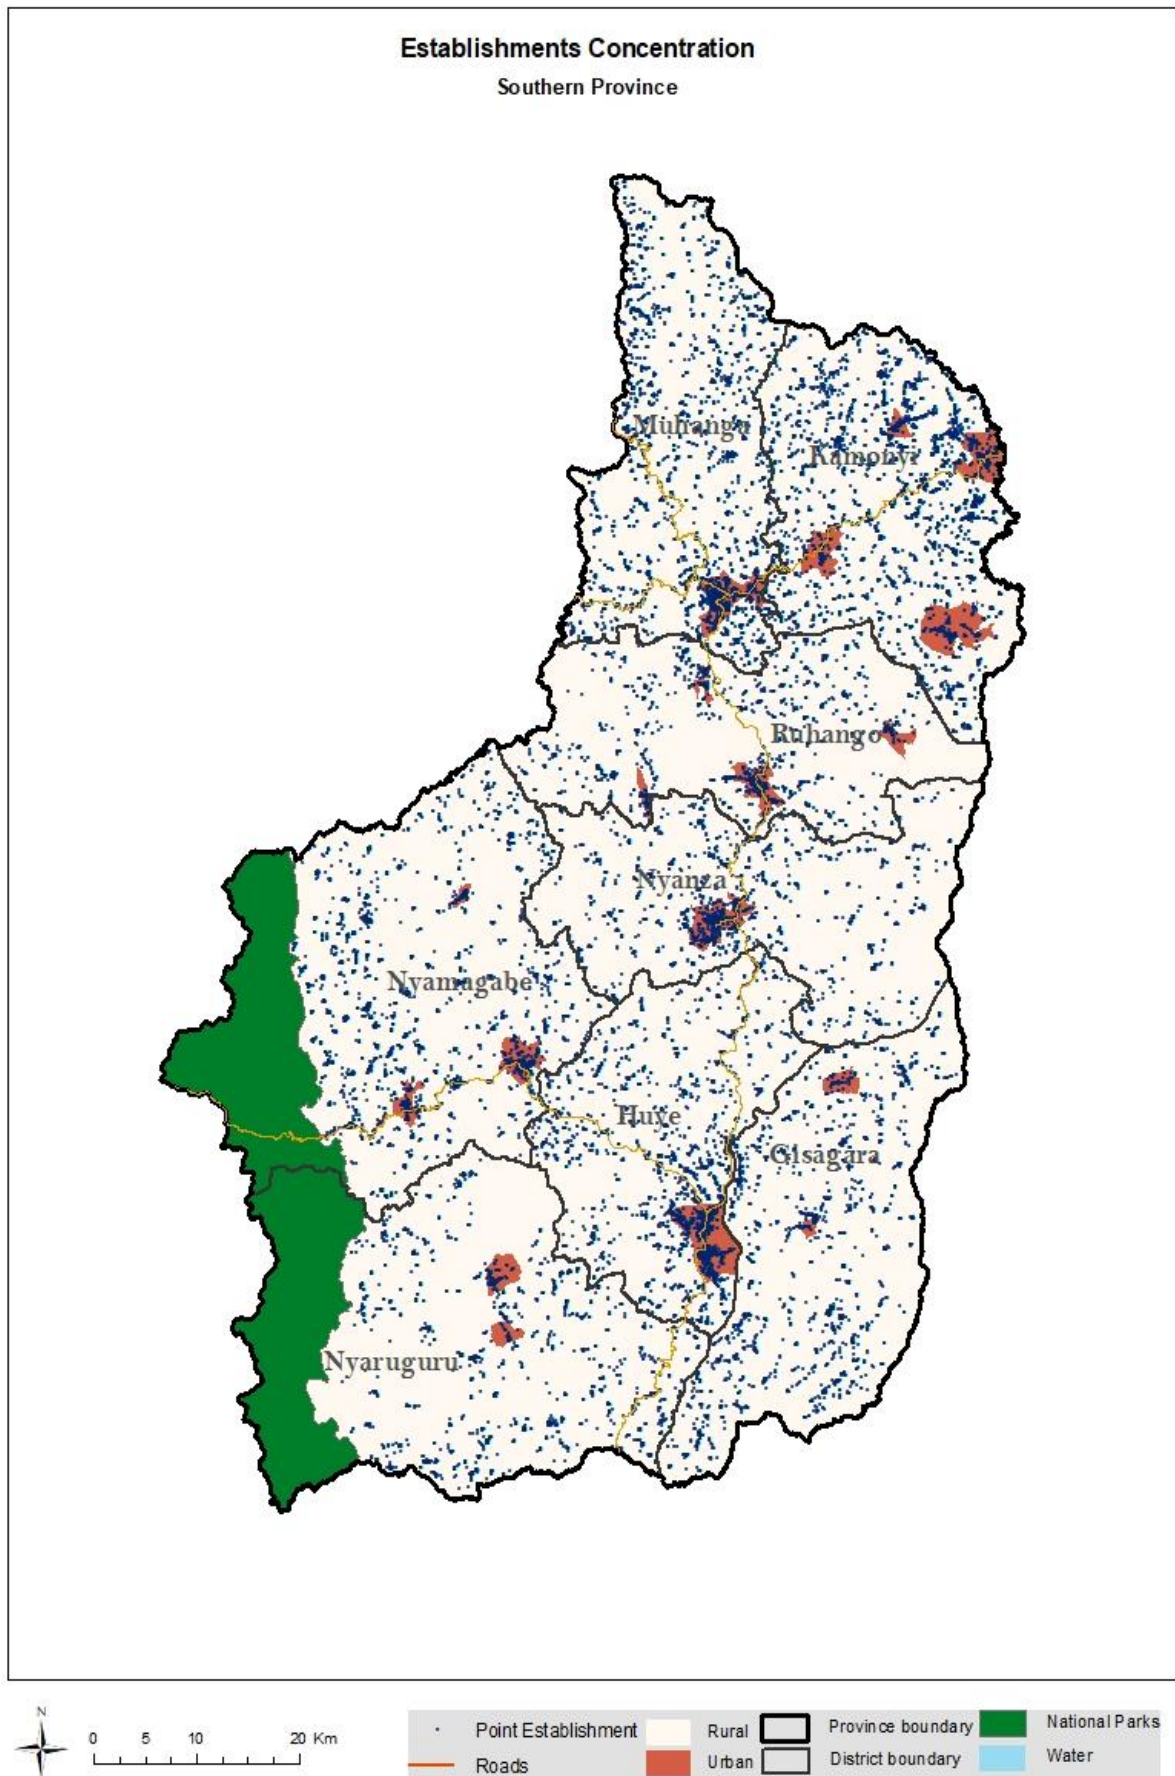 Establishments Concentration
Southern Province
Muhanga
Kamonyi
Ruhango
Nyanza
Nyamagabe
Huye
Gisagara
Nyaruguru
N
0 5 10 20 Km
Point Establishment
Roads
Rural
Urban
Province boundary
District boundary
National Parks
Water